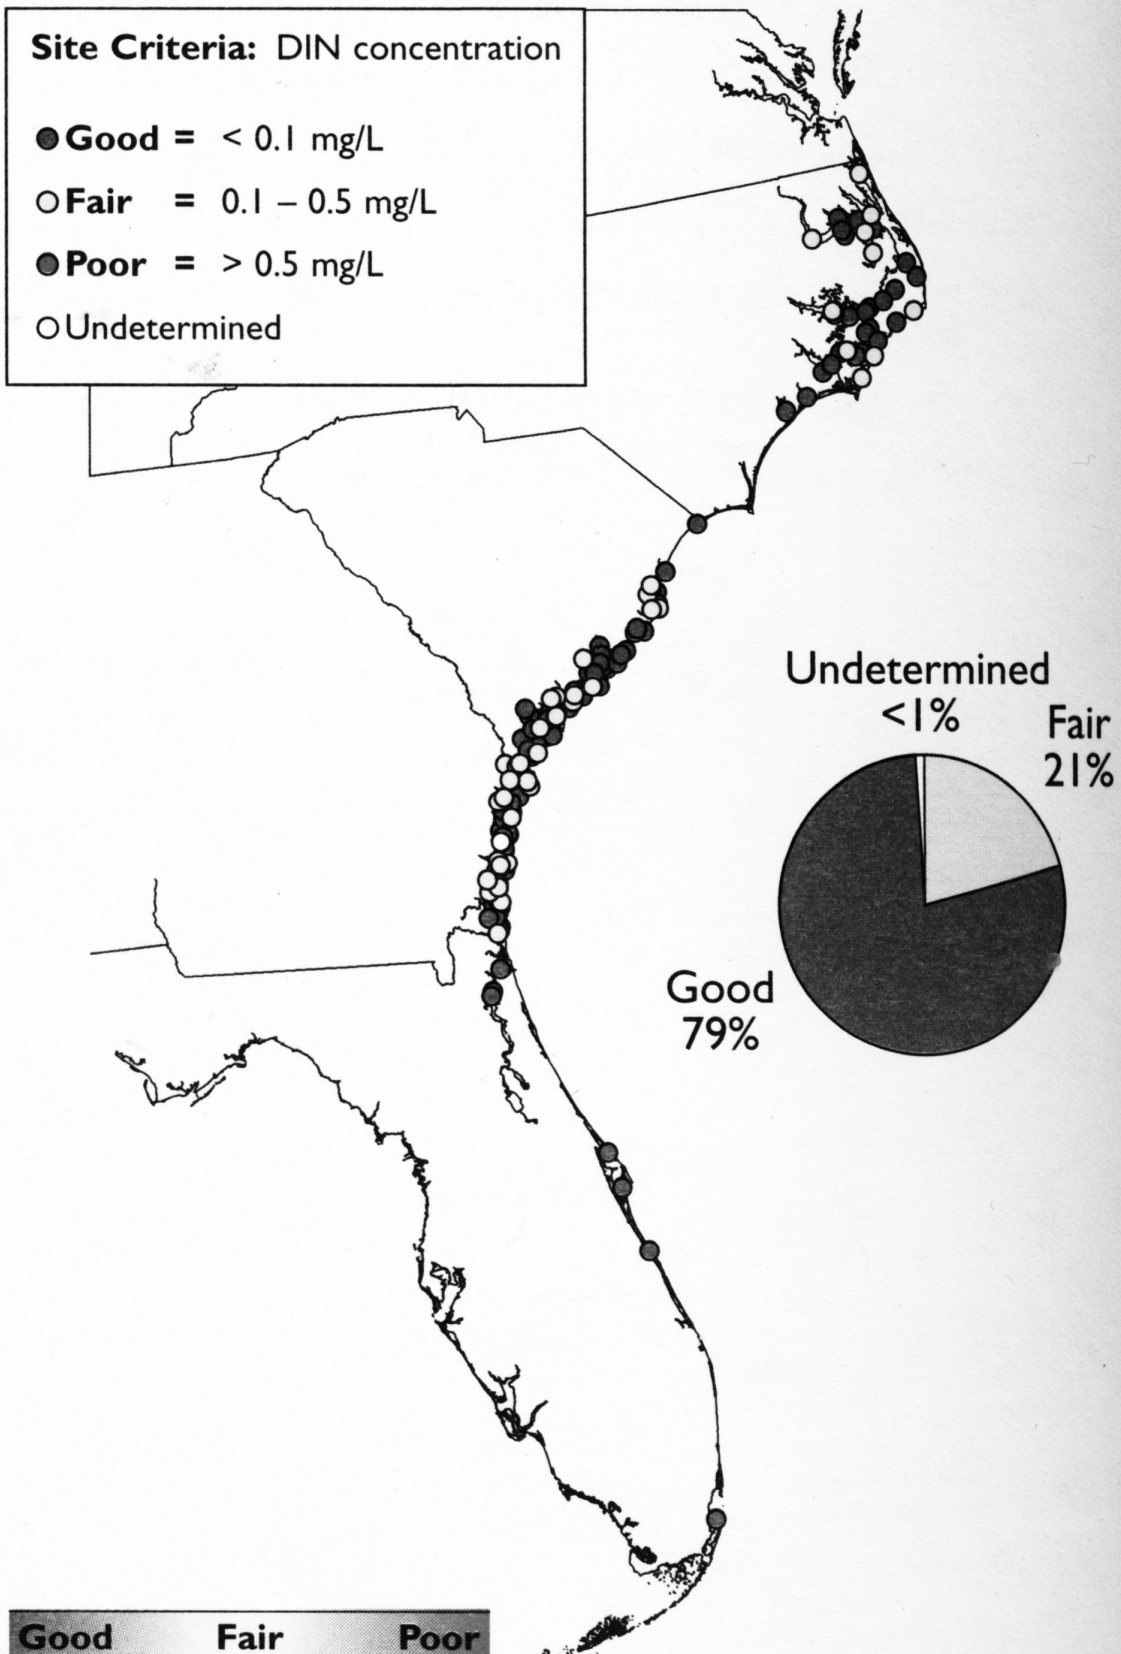 Site Criteria: DIN concentration
Good = < 0.1 mg/L
Fair = 0.1 – 0.5 mg/L
Poor = > 0.5 mg/L
Undetermined
Undetermined
<1%
Fair
21%
Good
79%
Good Fair Poor